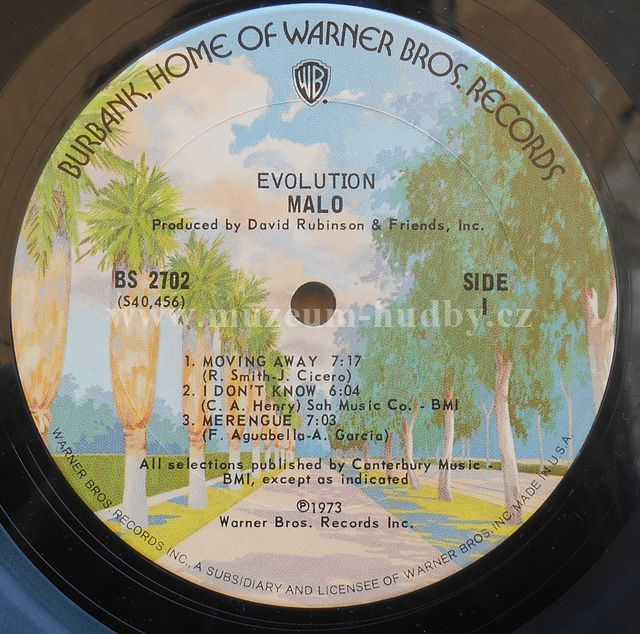 BURBANK, HOME OF WARNER BROS. RECORDS
WB
EVOLUTION
MALO
Produced by David Rubinson & Friends, Inc.
BS 2702
(S40,456)
SIDE
1
www.muzeum-hudby.cz
1. MOVING AWAY 7:17
(R. Smith-J. Cicero)
2. I DON'T KNOW 6:04
(C. A. Henry) Sah Music Co. - BMI
3. MERENGUE 7:03
(F. Aguabella-A. Garcia)
All selections published by Canterbury Music -
BMI, except as indicated
℗1973
Warner Bros. Records Inc.
WARNER BROS. RECORDS INC., A SUBSIDIARY AND LICENSEE OF WARNER BROS. INC. MADE IN U.S.A.